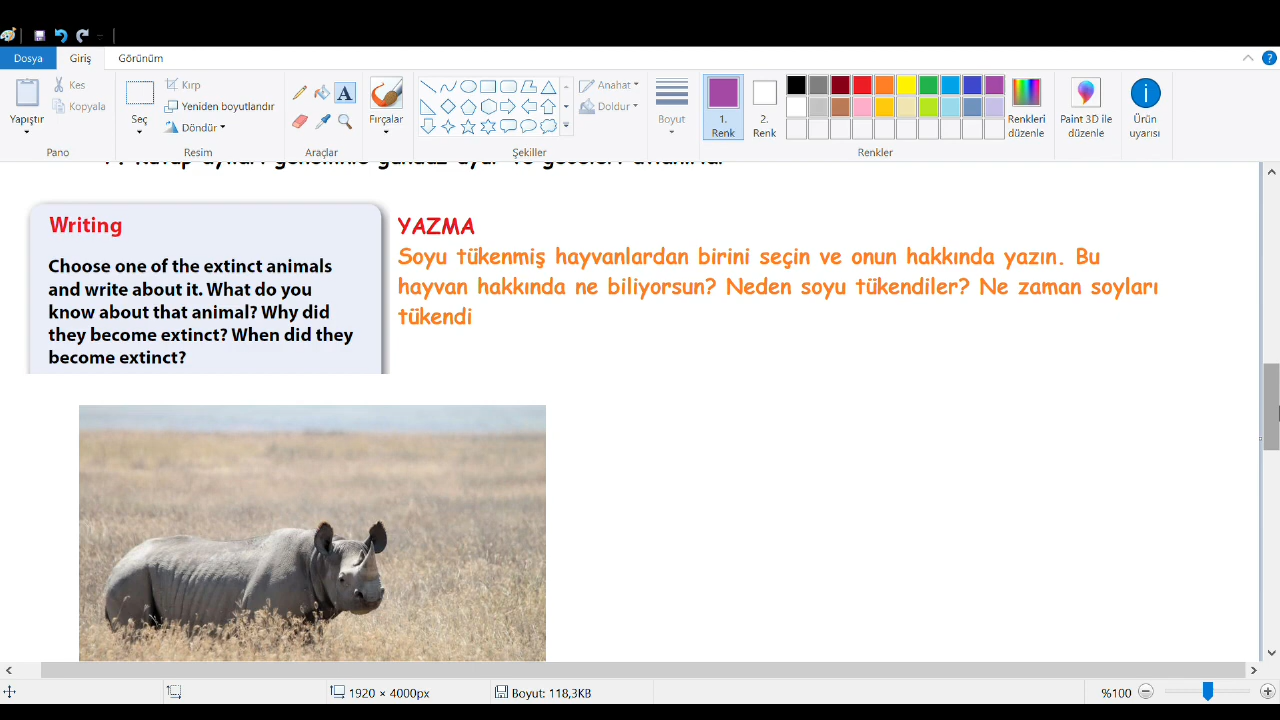 Dosya Giriş Görünüm
Yapıştır
Kes
Kopyala
Pano
Seç
Kırp
Yeniden boyutlandır
Döndür
Resim
A
Araçlar
Fırçalar
Şekiller
Anahat
Doldur
Boyut
1.
Renk
2.
Renk
Renkler
Renkleri
düzenle
Paint 3D ile
düzenle
Ürün
uyarısı
Writing
Choose one of the extinct animals
and write about it. What do you
know about that animal? Why did
they become extinct? When did they
become extinct?
YAZMA
Soyu tükenmiş hayvanlardan birini seçin ve onun hakkında yazın. Bu
hayvan hakkında ne biliyorsun? Neden soyu tükendiler? Ne zaman soyları
tükendi
1920 × 4000px
Boyut: 118,3KB
%100